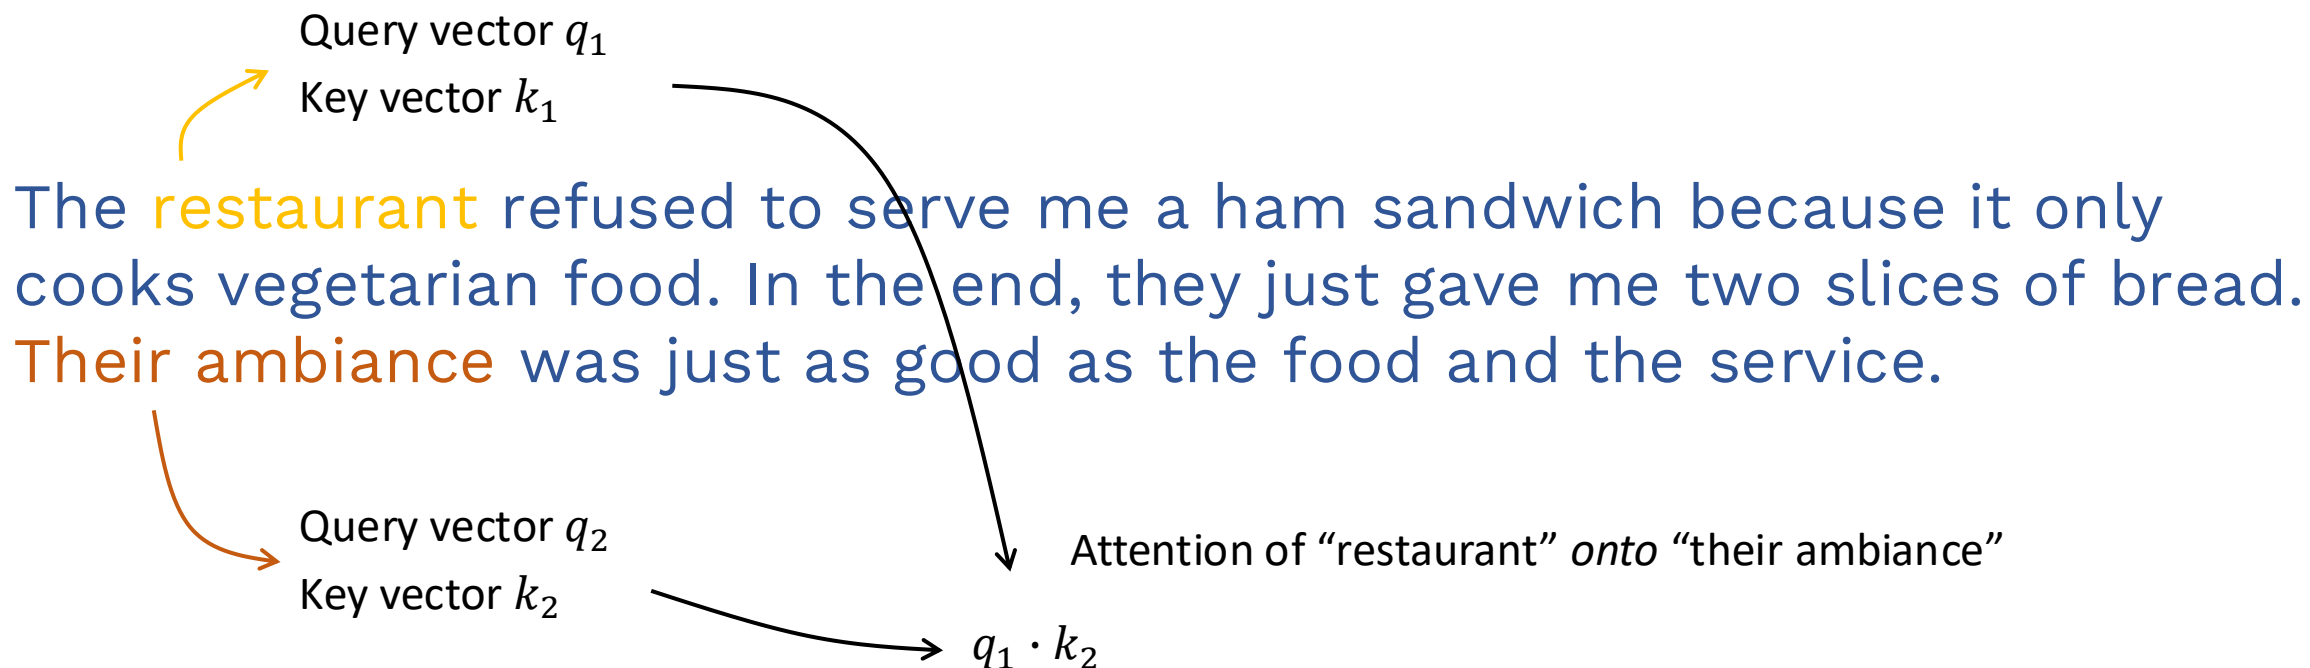 Query vector q₁
Key vector k₁
The restaurant refused to serve me a ham sandwich because it only
cooks vegetarian food. In the end, they just gave me two slices of bread.
Their ambiance was just as good as the food and the service.
Query vector q₂
Key vector k₂
Attention of “restaurant” onto “their ambiance”
q₁ · k₂